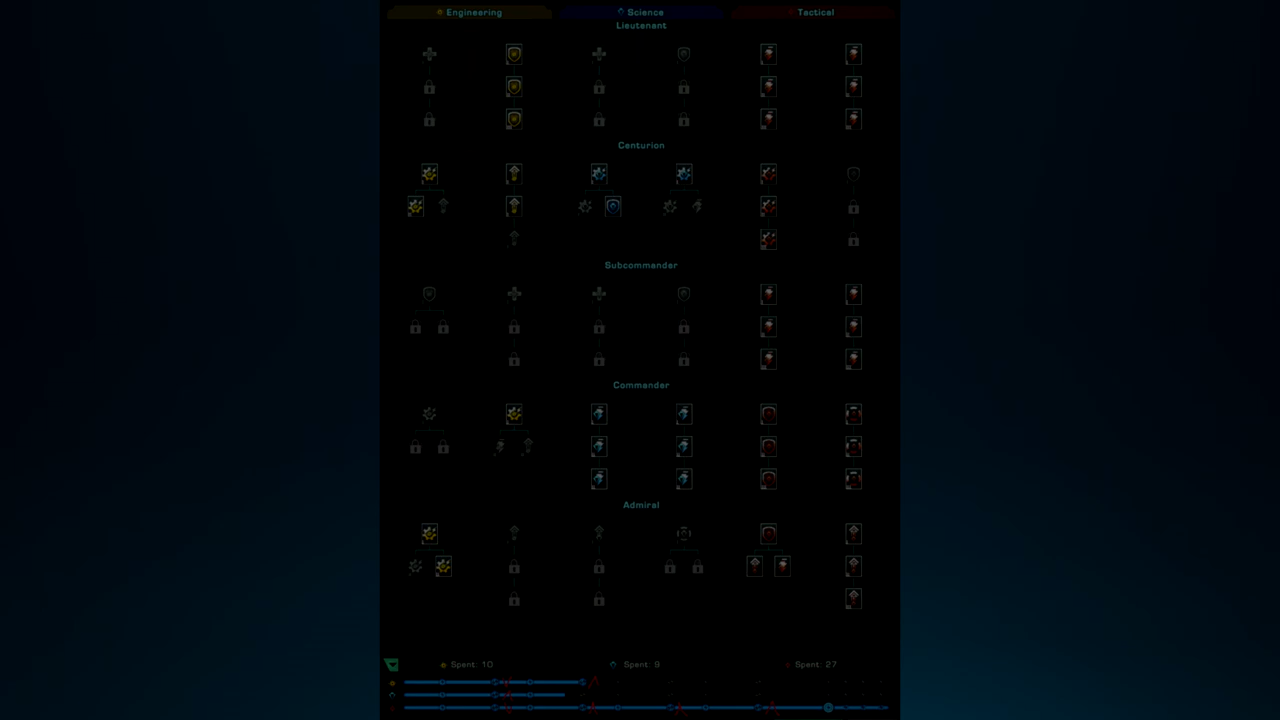 Engineering Science Tactical
Lieutenant
Centurion
Subcommander
Commander
Admiral
Spent: 10 Spent: 9 Spent: 27